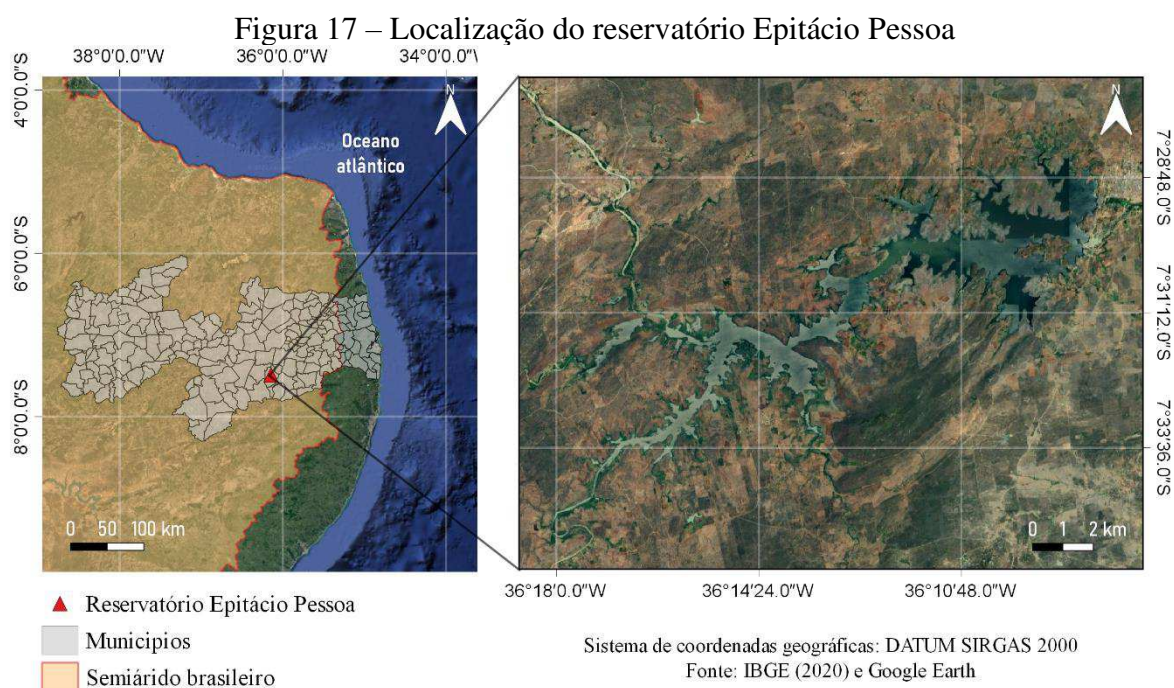 Figura 17 – Localização do reservatório Epitácio Pessoa
38°0'0.0"W 36°0'0.0"W 34°0'0.0"W
4°0'0.0"S
6°0'0.0"S
8°0'0.0"S
N
Oceano
atlântico
0 50 100 km
N
7°28'48.0"S
7°31'12.0"S
7°33'36.0"S
0 1 2 km
36°18'0.0"W 36°14'24.0"W 36°10'48.0"W
Reservatório Epitácio Pessoa
Municipios
Semiárido brasileiro
Sistema de coordenadas geográficas: DATUM SIRGAS 2000
Fonte: IBGE (2020) e Google Earth